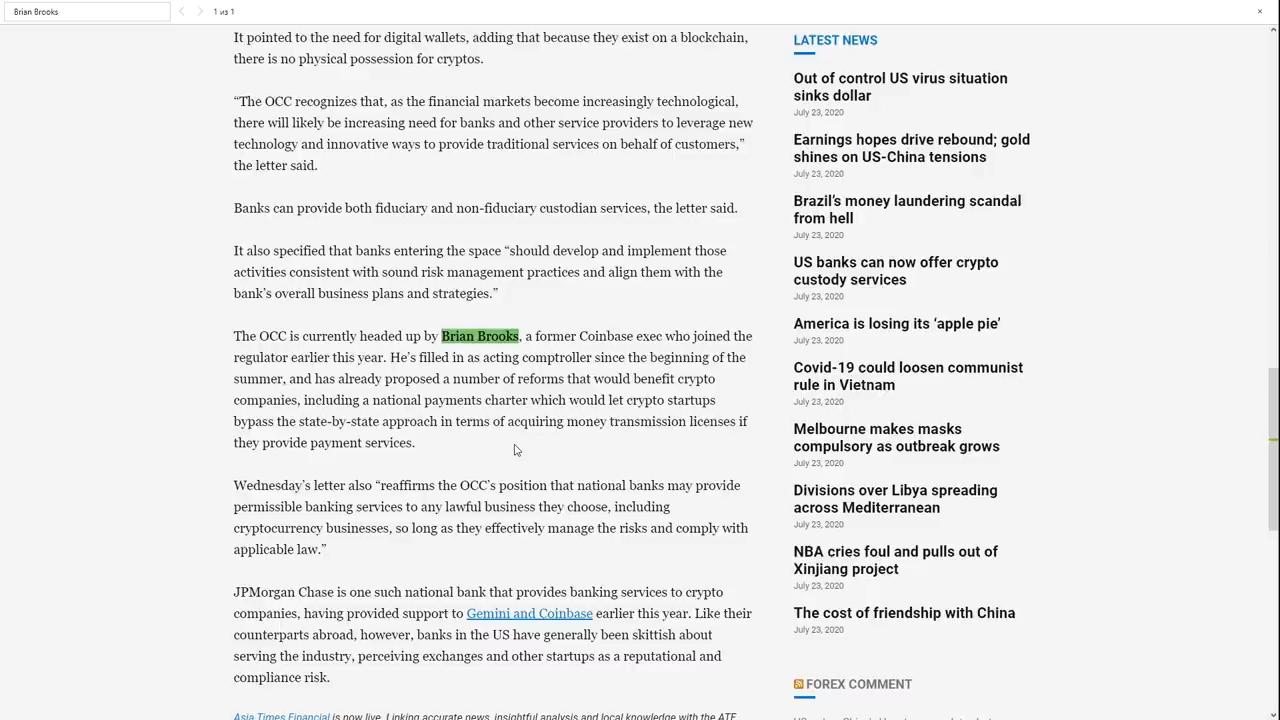 Brian Brooks
1 из 1
It pointed to the need for digital wallets, adding that because they exist on a blockchain,
there is no physical possession for cryptos.
“The OCC recognizes that, as the financial markets become increasingly technological,
there will likely be increasing need for banks and other service providers to leverage new
technology and innovative ways to provide traditional services on behalf of customers,”
the letter said.
Banks can provide both fiduciary and non-fiduciary custodian services, the letter said.
It also specified that banks entering the space “should develop and implement those
activities consistent with sound risk management practices and align them with the
bank’s overall business plans and strategies.”
The OCC is currently headed up by Brian Brooks, a former Coinbase exec who joined the
regulator earlier this year. He’s filled in as acting comptroller since the beginning of the
summer, and has already proposed a number of reforms that would benefit crypto
companies, including a national payments charter which would let crypto startups
bypass the state-by-state approach in terms of acquiring money transmission licenses if
they provide payment services.
Wednesday’s letter also “reaffirms the OCC’s position that national banks may provide
permissible banking services to any lawful business they choose, including
cryptocurrency businesses, so long as they effectively manage the risks and comply with
applicable law.”
JPMorgan Chase is one such national bank that provides banking services to crypto
companies, having provided support to Gemini and Coinbase earlier this year. Like their
counterparts abroad, however, banks in the US have generally been skittish about
serving the industry, perceiving exchanges and other startups as a reputational and
compliance risk.
Asia Times Financial is now live. Linking accurate news, insightful analysis and local knowledge with the ATF
LATEST NEWS
Out of control US virus situation
sinks dollar
July 23, 2020
Earnings hopes drive rebound; gold
shines on US-China tensions
July 23, 2020
Brazil’s money laundering scandal
from hell
July 23, 2020
US banks can now offer crypto
custody services
July 23, 2020
America is losing its ‘apple pie’
July 23, 2020
Covid-19 could loosen communist
rule in Vietnam
July 23, 2020
Melbourne makes masks
compulsory as outbreak grows
July 23, 2020
Divisions over Libya spreading
across Mediterranean
July 23, 2020
NBA cries foul and pulls out of
Xinjiang project
July 23, 2020
The cost of friendship with China
July 23, 2020
FOREX COMMENT